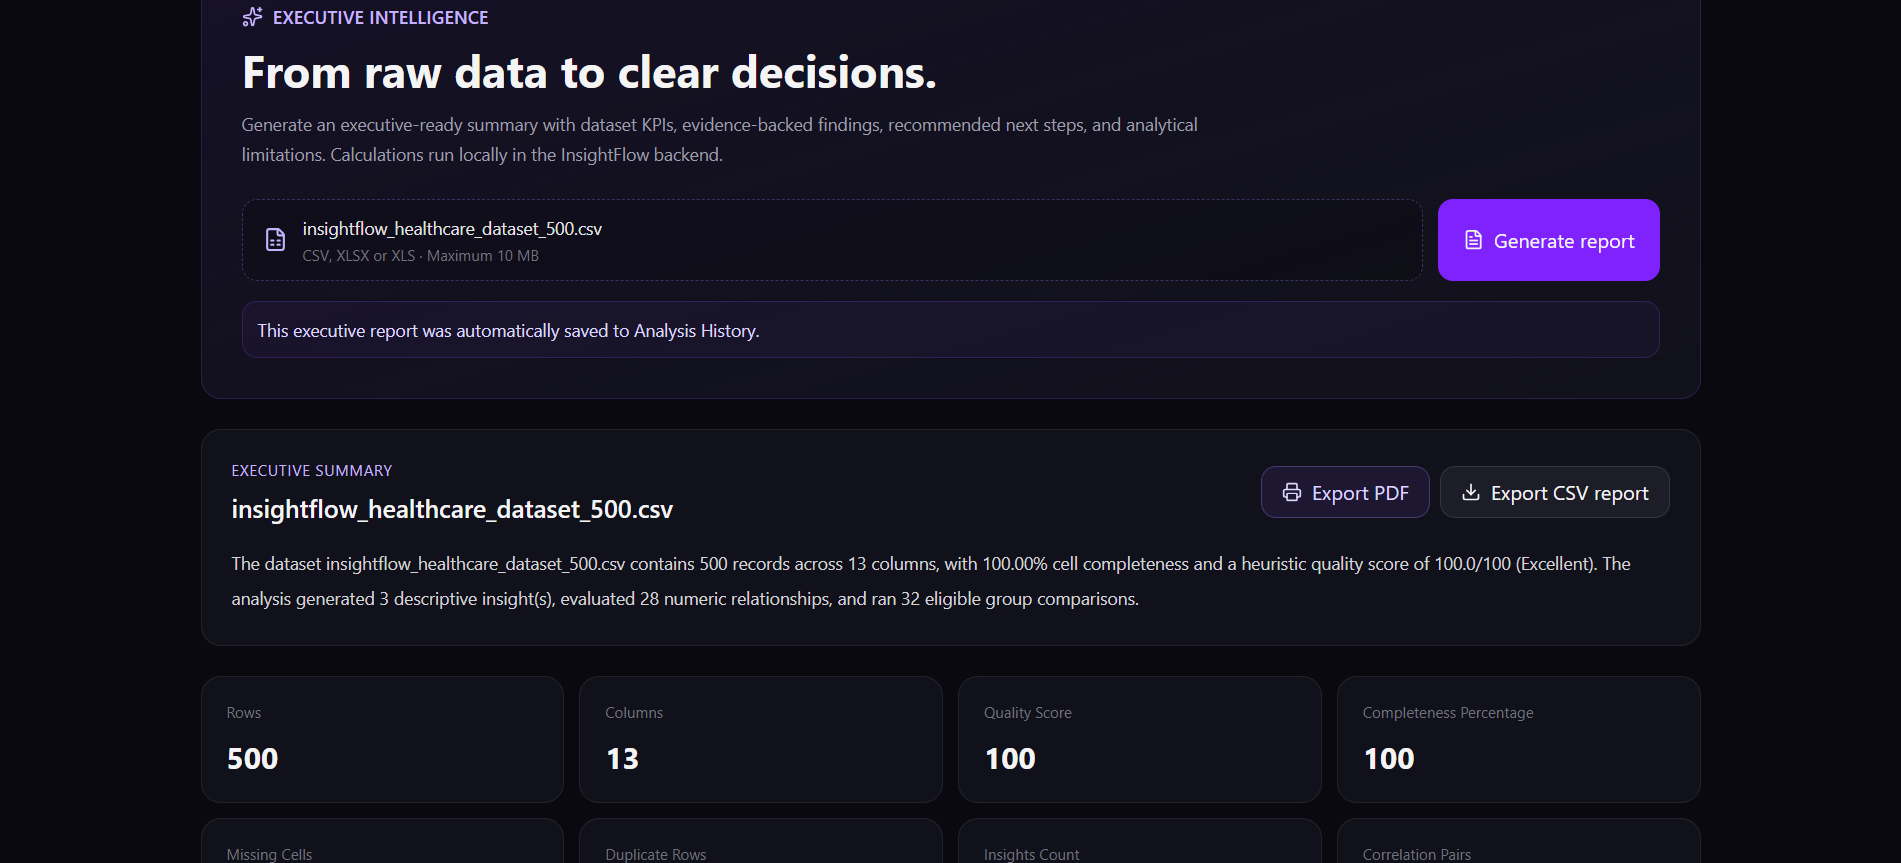 EXECUTIVE INTELLIGENCE
From raw data to clear decisions.
Generate an executive-ready summary with dataset KPIs, evidence-backed findings, recommended next steps, and analytical
limitations. Calculations run locally in the InsightFlow backend.
insightflow_healthcare_dataset_500.csv
CSV, XLSX or XLS · Maximum 10 MB
Generate report
This executive report was automatically saved to Analysis History.
EXECUTIVE SUMMARY
insightflow_healthcare_dataset_500.csv
Export PDF
Export CSV report
The dataset insightflow_healthcare_dataset_500.csv contains 500 records across 13 columns, with 100.00% cell completeness and a heuristic quality score of 100.0/100 (Excellent). The
analysis generated 3 descriptive insight(s), evaluated 28 numeric relationships, and ran 32 eligible group comparisons.
Rows
500
Columns
13
Quality Score
100
Completeness Percentage
100
Missing Cells
Duplicate Rows
Insights Count
Correlation Pairs